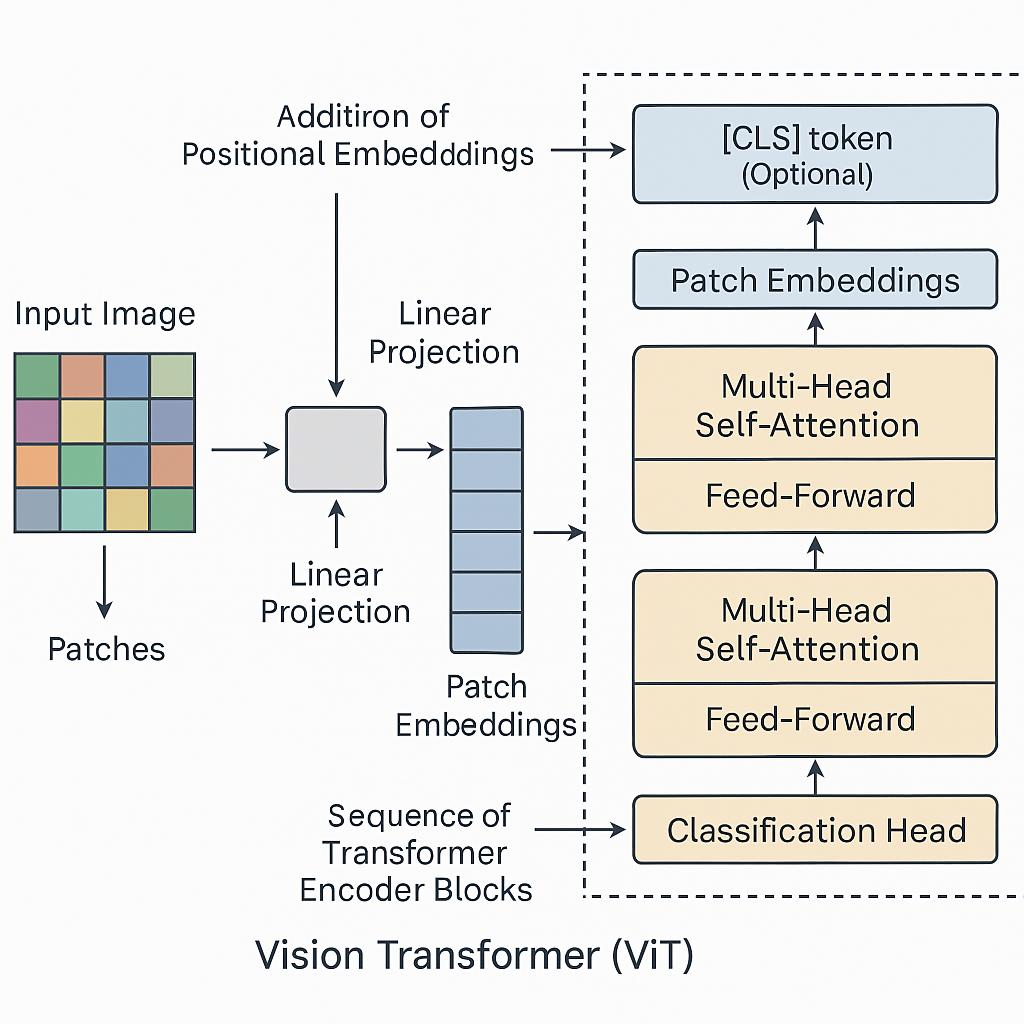 Additiron of
Positional Embedddings
[CLS] token
(Optional)
Patch Embeddings
Input Image
Linear
Projection
Multi-Head
Self-Attention
Feed-Forward
Linear
Projection
Patches
Multi-Head
Self-Attention
Feed-Forward
Patch
Embeddings
Sequence of
Transformer
Encoder Blocks
Classification Head
Vision Transformer (ViT)